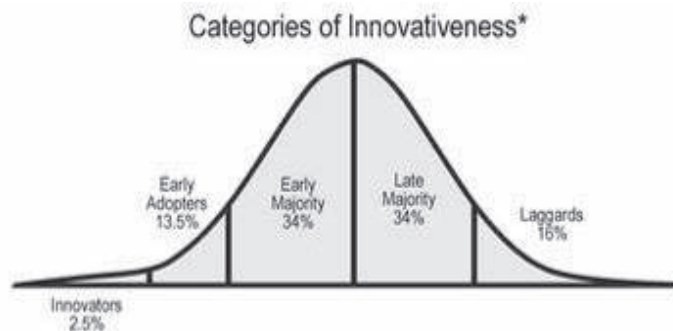 Categories of Innovativeness*
Early
Adopters
13.5%
Early
Majority
34%
Late
Majority
34%
Laggards
16%
Innovators
2.5%